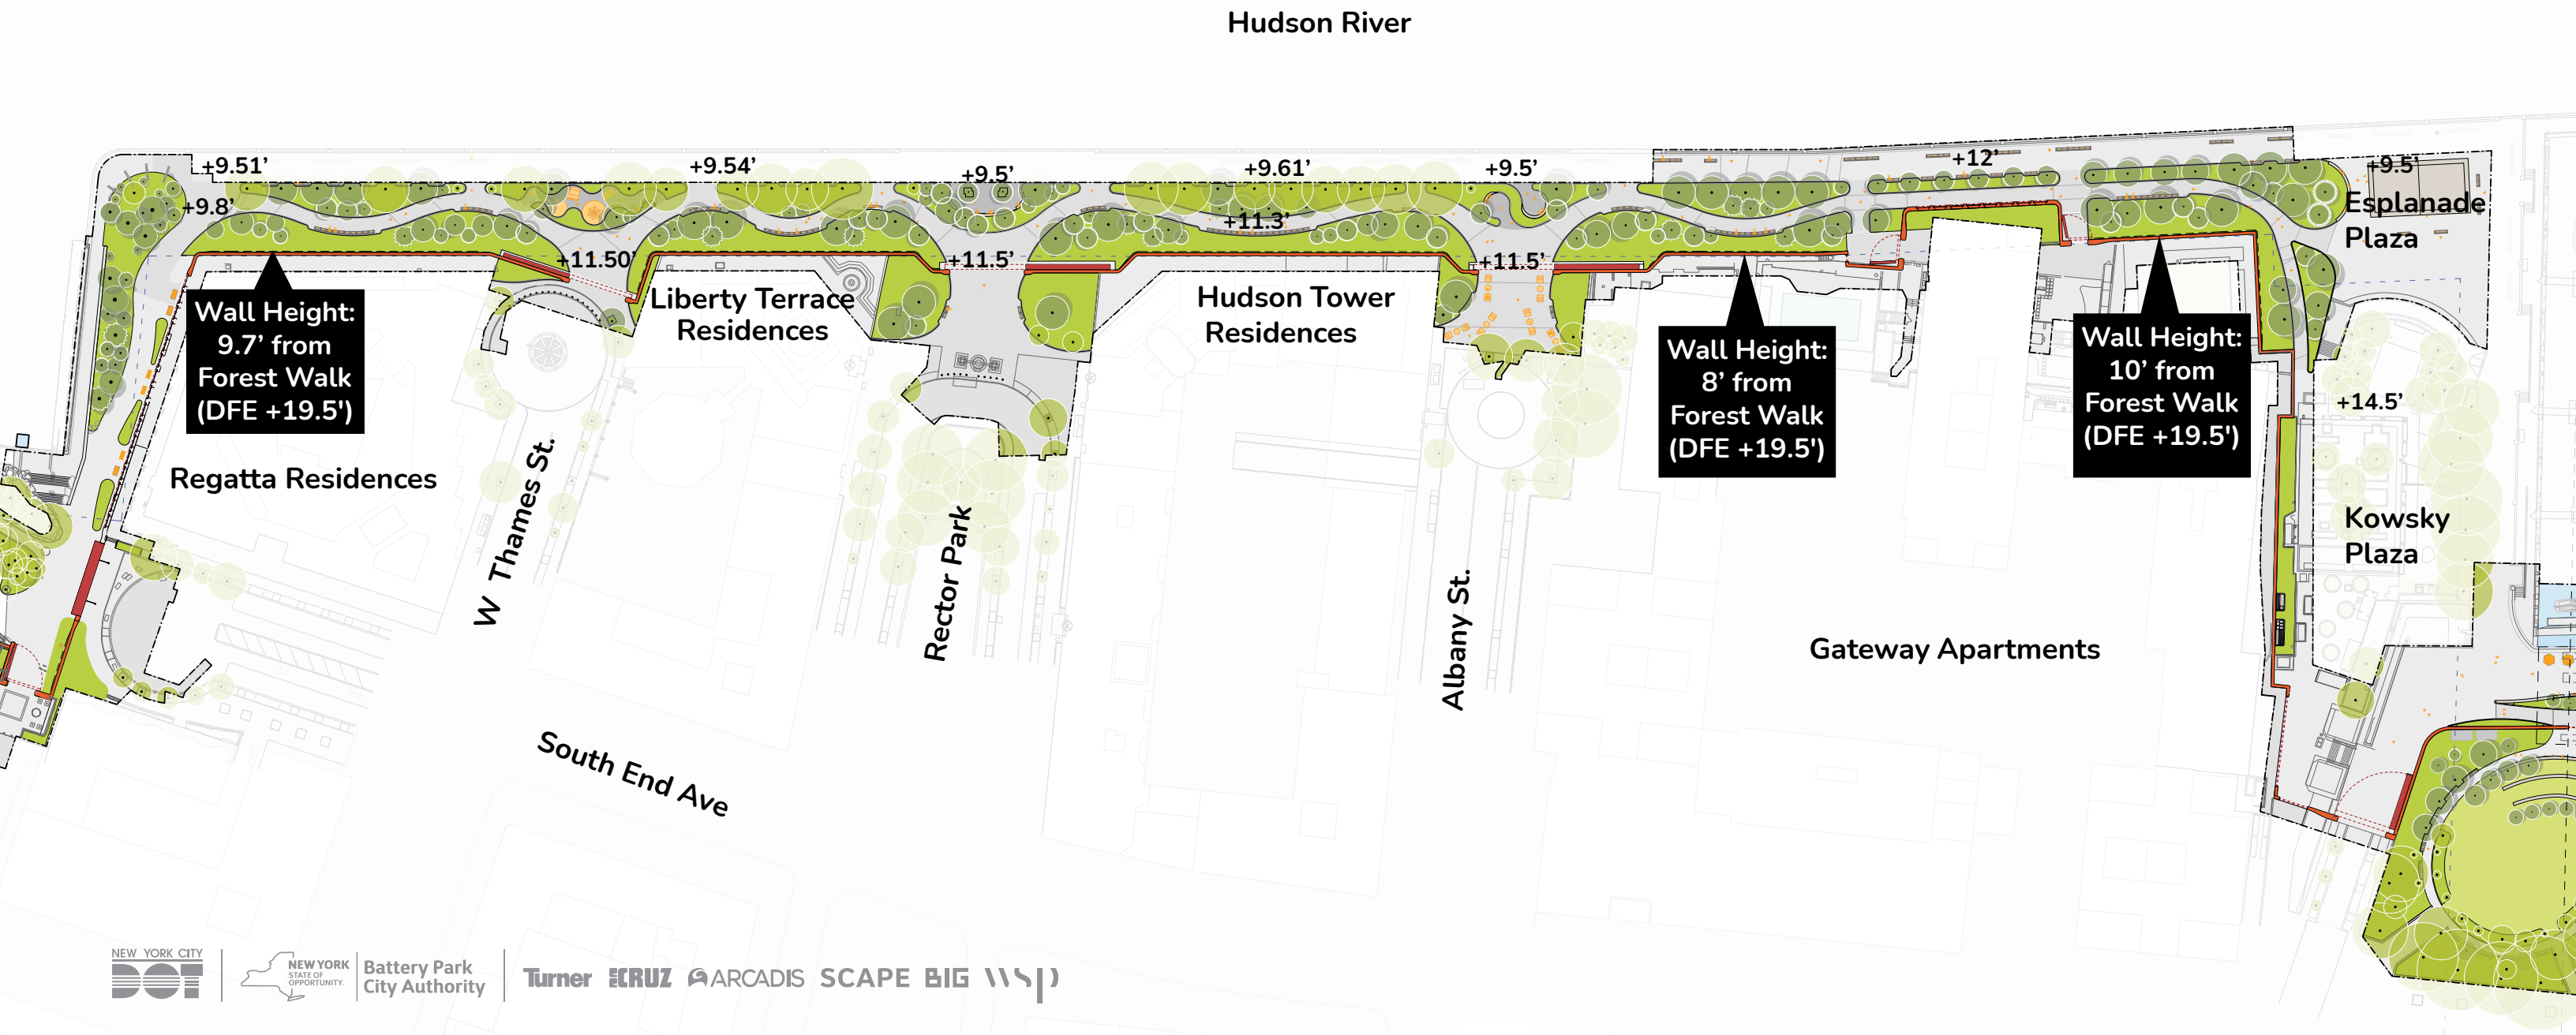 Hudson River
+9.51’
+9.54’
+9.5’
+9.61’
+9.5’
+12’
+9.5’
Esplanade
Plaza
+9.8’
+11.3’
+11.50’
+11.5’
+11.5’
Wall Height:
9.7’ from
Forest Walk
(DFE +19.5')
Liberty Terrace
Residences
Hudson Tower
Residences
Wall Height:
8’ from
Forest Walk
(DFE +19.5')
Wall Height:
10’ from
Forest Walk
(DFE +19.5')
+14.5’
Regatta Residences
W Thames St.
Rector Park
Albany St.
Gateway Apartments
Kowsky
Plaza
South End Ave
NEW YORK CITY
DOT
NEW YORK
STATE OF
OPPORTUNITY.
Battery Park
City Authority
Turner
EECRUZ
ARCADIS
SCAPE
BIG
wsp